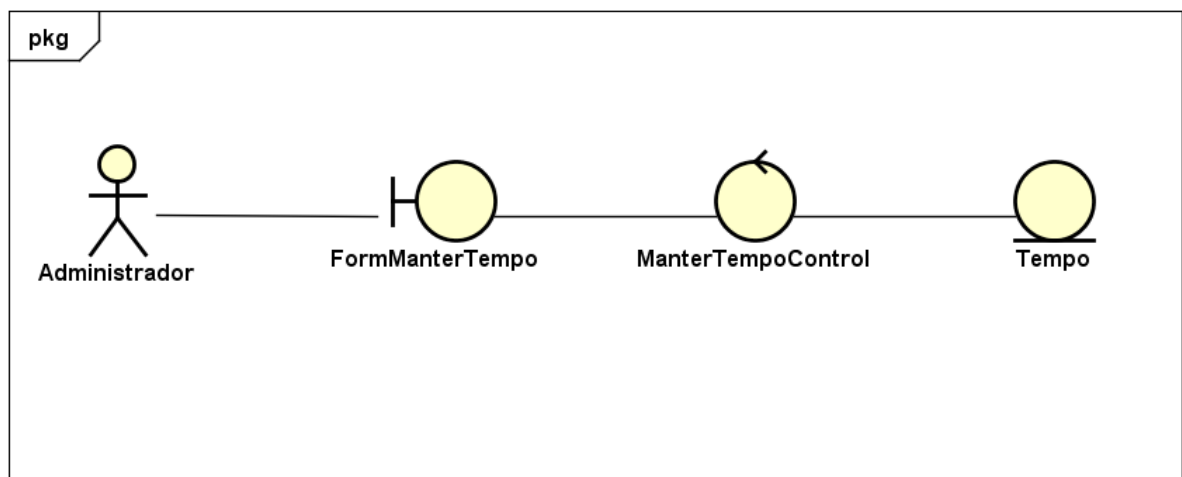 pkg
Administrador
FormManterTempo
ManterTempoControl
Tempo